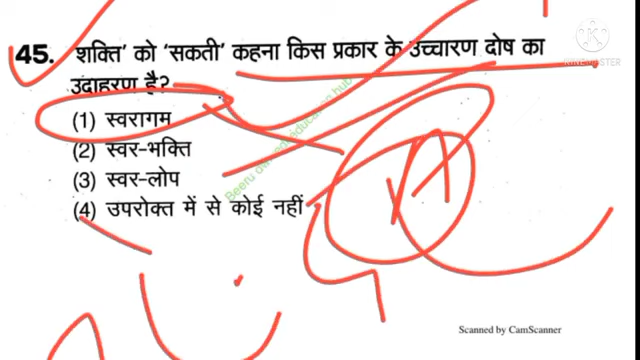 45. 'शक्ति' को 'सकती' कहना किस प्रकार के उच्चारण दोष का
उदाहरण है?
(1) स्वरागम
(2) स्वर-भक्ति
(3) स्वर-लोप
(4) उपरोक्त में से कोई नहीं
Scanned by CamScanner
KINEMASTER